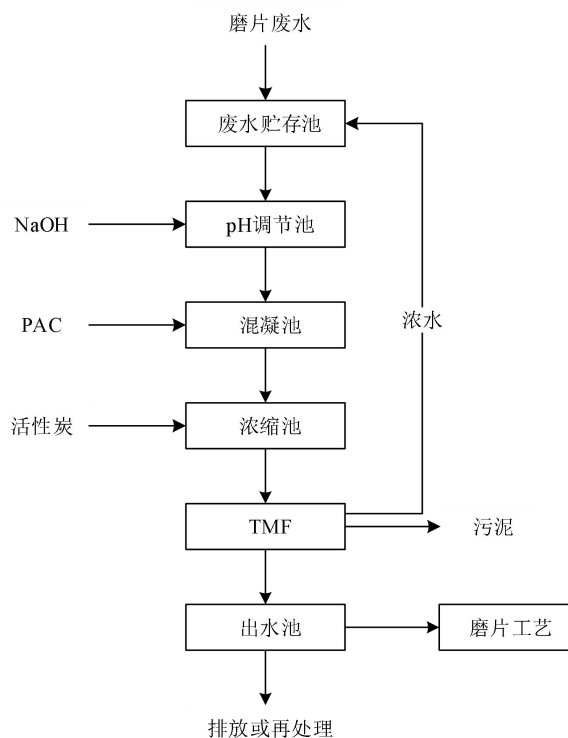 磨片废水
废水贮存池
NaOH
pH调节池
PAC
混凝池
浓水
活性炭
浓缩池
TMF
污泥
出水池
磨片工艺
排放或再处理